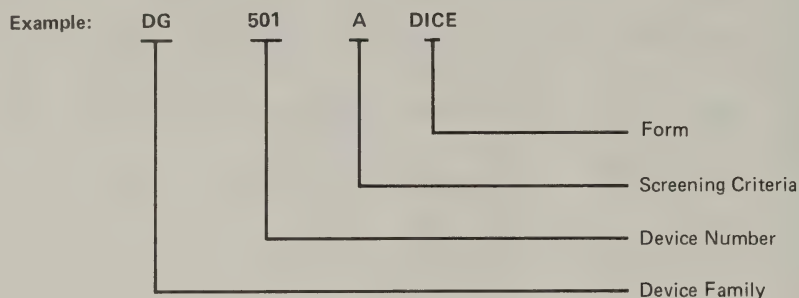 Example: DG 501 A DICE
Form
Screening Criteria
Device Number
Device Family